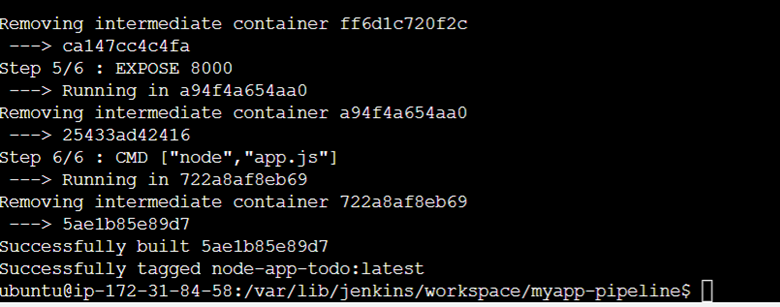 Removing intermediate container ff6d1c720f2c
---> ca147cc4c4fa
Step 5/6 : EXPOSE 8000
---> Running in a94f4a654aa0
Removing intermediate container a94f4a654aa0
---> 25433ad42416
Step 6/6 : CMD ["node","app.js"]
---> Running in 722a8af8eb69
Removing intermediate container 722a8af8eb69
---> 5ae1b85e89d7
Successfully built 5ae1b85e89d7
Successfully tagged node-app-todo:latest
ubuntu@ip-172-31-84-58:/var/lib/jenkins/workspace/myapp-pipeline$